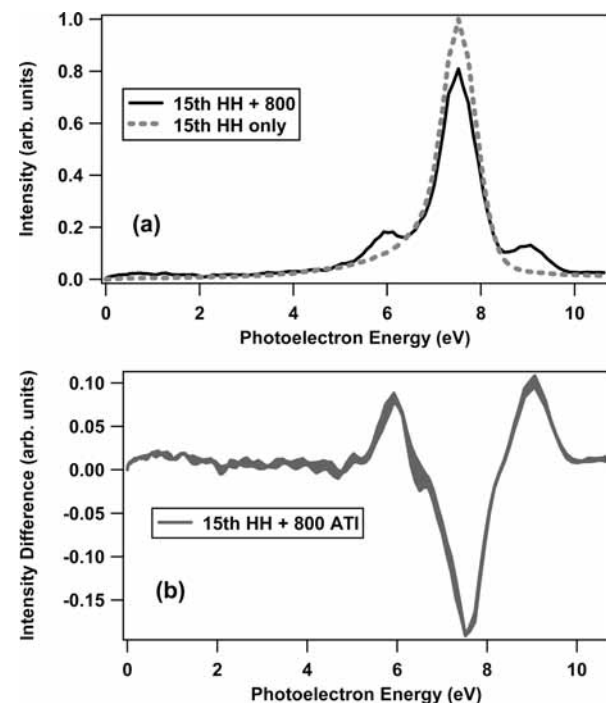 1.0
0.8
0.6
0.4
0.2
0.0
Intensity (arb. units)
15th HH + 800
15th HH only
(a)
0 2 4 6 8 10
Photoelectron Energy (eV)
0.10
0.05
0.00
-0.05
-0.10
-0.15
Intensity Difference (arb. units)
15th HH + 800 ATI
(b)
0 2 4 6 8 10
Photoelectron Energy (eV)